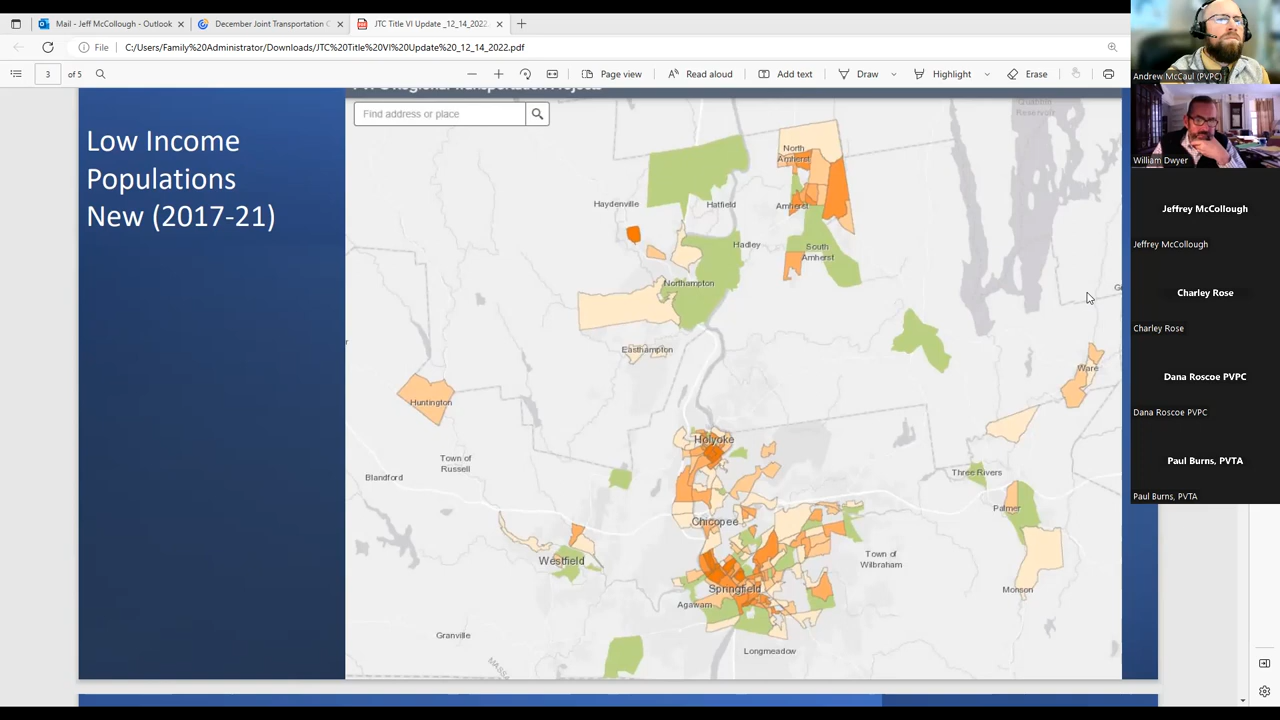 Mail - Jeff McCollough - Outlook
December Joint Transportation C
JTC Title VI Update _12_14_2022.
File
C:/Users/Family%20Administrator/Downloads/JTC%20Title%20VI%20Update%20_12_14_2022.pdf
3 of 5
Page view
Read aloud
Add text
Draw
Highlight
Erase
Low Income
Populations
New (2017-21)
Regional Transportation Projects
Find address or place
Quabbin
Reservoir
North
Amherst
Haydenville
Hatfield
Amherst
Hadley
South
Amherst
Northampton
Easthampton
Ware
Huntington
Holyoke
Town of
Russell
Blandford
Three Rivers
Palmer
Chicopee
Westfield
Town of
Wilbraham
Springfield
Monson
Agawam
Granville
Longmeadow
Andrew McCaul (PVPC)
William Dwyer
Jeffrey McCollough
Jeffrey McCollough
Charley Rose
Charley Rose
Dana Roscoe PVPC
Dana Roscoe PVPC
Paul Burns, PVTA
Paul Burns, PVTA